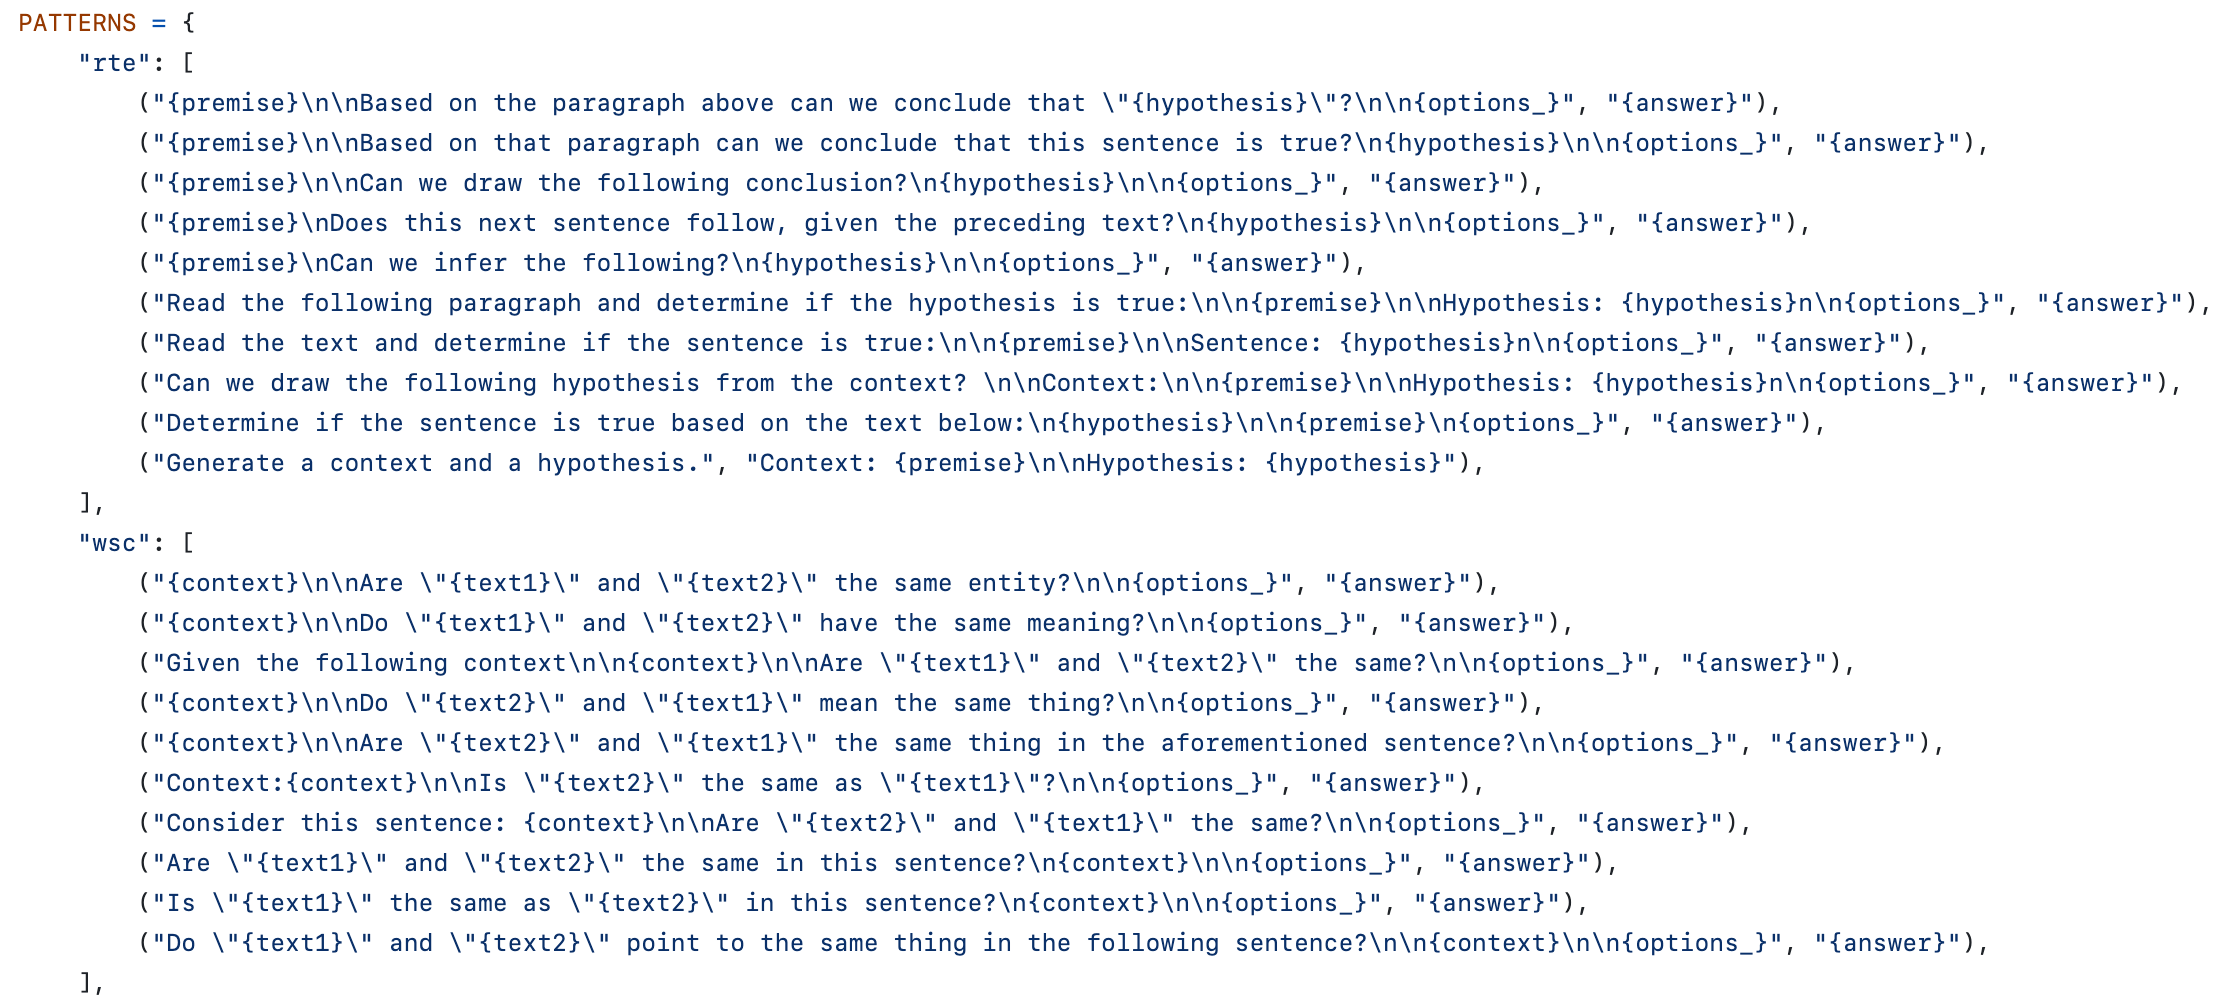 PATTERNS = {
    "rte": [
        ("{premise}\n\nBased on the paragraph above can we conclude that \"{hypothesis}\"?\n\n{options_}", "{answer}"),
        ("{premise}\n\nBased on that paragraph can we conclude that this sentence is true?\n{hypothesis}\n\n{options_}", "{answer}"),
        ("{premise}\n\nCan we draw the following conclusion?\n{hypothesis}\n\n{options_}", "{answer}"),
        ("{premise}\nDoes this next sentence follow, given the preceding text?\n{hypothesis}\n\n{options_}", "{answer}"),
        ("{premise}\nCan we infer the following?\n{hypothesis}\n\n{options_}", "{answer}"),
        ("Read the following paragraph and determine if the hypothesis is true:\n\n{premise}\n\nHypothesis: {hypothesis}n\n{options_}", "{answer}"),
        ("Read the text and determine if the sentence is true:\n\n{premise}\n\nSentence: {hypothesis}n\n{options_}", "{answer}"),
        ("Can we draw the following hypothesis from the context? \n\nContext:\n\n{premise}\n\nHypothesis: {hypothesis}n\n{options_}", "{answer}"),
        ("Determine if the sentence is true based on the text below:\n{hypothesis}\n\n{premise}\n{options_}", "{answer}"),
        ("Generate a context and a hypothesis.", "Context: {premise}\n\nHypothesis: {hypothesis}"),
    ],
    "wsc": [
        ("{context}\n\nAre \"{text1}\" and \"{text2}\" the same entity?\n\n{options_}", "{answer}"),
        ("{context}\n\nDo \"{text1}\" and \"{text2}\" have the same meaning?\n\n{options_}", "{answer}"),
        ("Given the following context\n\n{context}\n\nAre \"{text1}\" and \"{text2}\" the same?\n\n{options_}", "{answer}"),
        ("{context}\n\nDo \"{text2}\" and \"{text1}\" mean the same thing?\n\n{options_}", "{answer}"),
        ("{context}\n\nAre \"{text2}\" and \"{text1}\" the same thing in the aforementioned sentence?\n\n{options_}", "{answer}"),
        ("Context:{context}\n\nIs \"{text2}\" the same as \"{text1}\"?\n\n{options_}", "{answer}"),
        ("Consider this sentence: {context}\n\nAre \"{text2}\" and \"{text1}\" the same?\n\n{options_}", "{answer}"),
        ("Are \"{text1}\" and \"{text2}\" the same in this sentence?\n{context}\n\n{options_}", "{answer}"),
        ("Is \"{text1}\" the same as \"{text2}\" in this sentence?\n{context}\n\n{options_}", "{answer}"),
        ("Do \"{text1}\" and \"{text2}\" point to the same thing in the following sentence?\n\n{context}\n\n{options_}", "{answer}"),
    ],